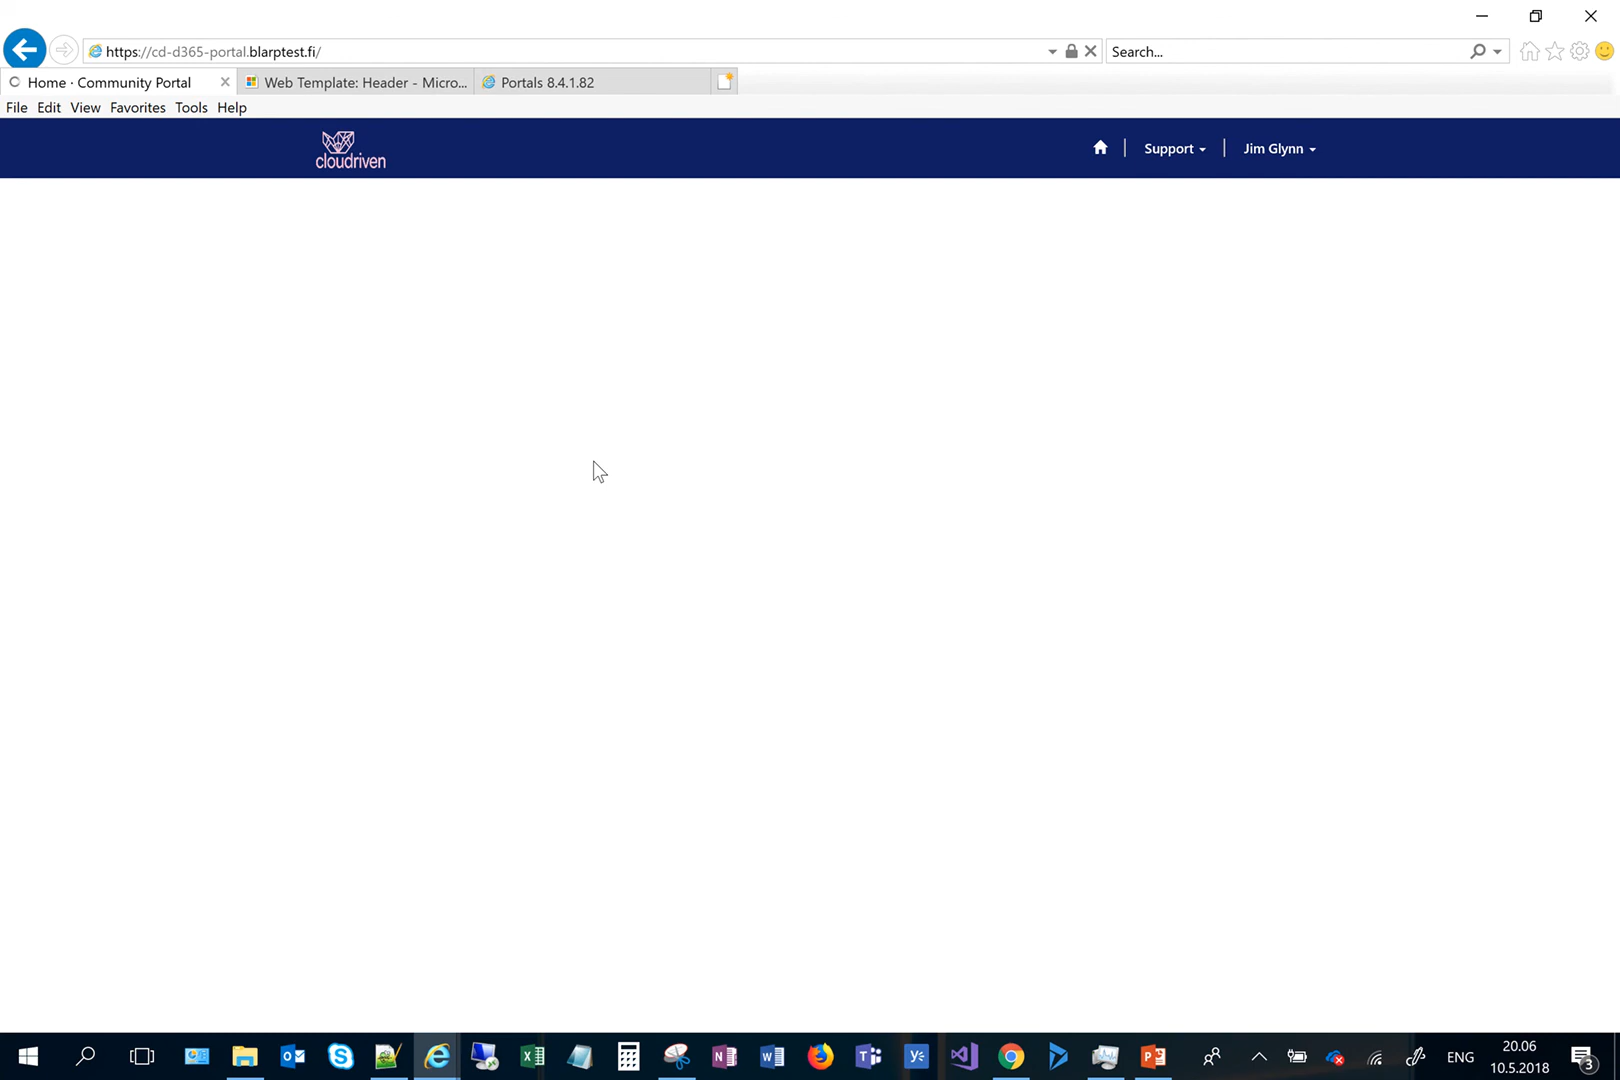 https://cd-d365-portal.blarptest.fi/
Search...
Home · Community Portal
Web Template: Header - Micro...
Portals 8.4.1.82
File Edit View Favorites Tools Help
cloudriven
Support
Jim Glynn
ENG
20.06
10.5.2018
3